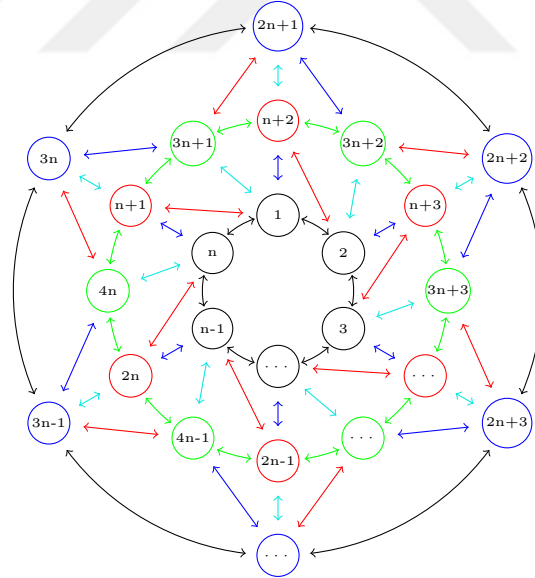 2n+1
n+2
3n+1
3n+2
3n
2n+2
n+1
n+3
1
n
2
4n
3n+3
n-1
3
...
2n
...
3n-1
2n+3
4n-1
...
2n-1
...